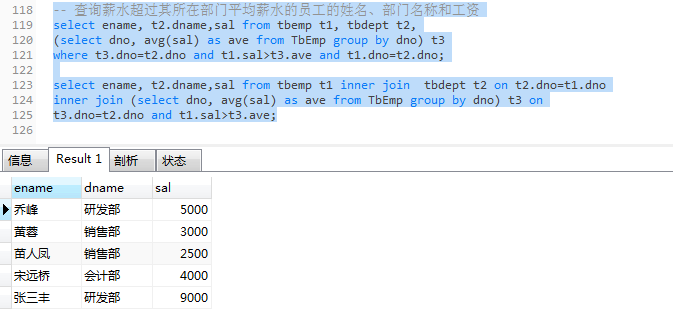 118 -- 查询薪水超过其所在部门平均薪水的员工的姓名、部门名称和工资
119 select ename, t2.dname,sal from tbemp t1, tbdept t2,
120 (select dno, avg(sal) as ave from TbEmp group by dno) t3
121 where t3.dno=t2.dno and t1.sal>t3.ave and t1.dno=t2.dno;
122
123 select ename, t2.dname,sal from tbemp t1 inner join  tbdept t2 on t2.dno=t1.dno
124 inner join (select dno, avg(sal) as ave from TbEmp group by dno) t3 on
125 t3.dno=t2.dno and t1.sal>t3.ave;
126
信息 Result 1 剖析 状态
ename dname sal
乔峰 研发部 5000
黄蓉 销售部 3000
苗人凤 销售部 2500
宋远桥 会计部 4000
张三丰 研发部 9000